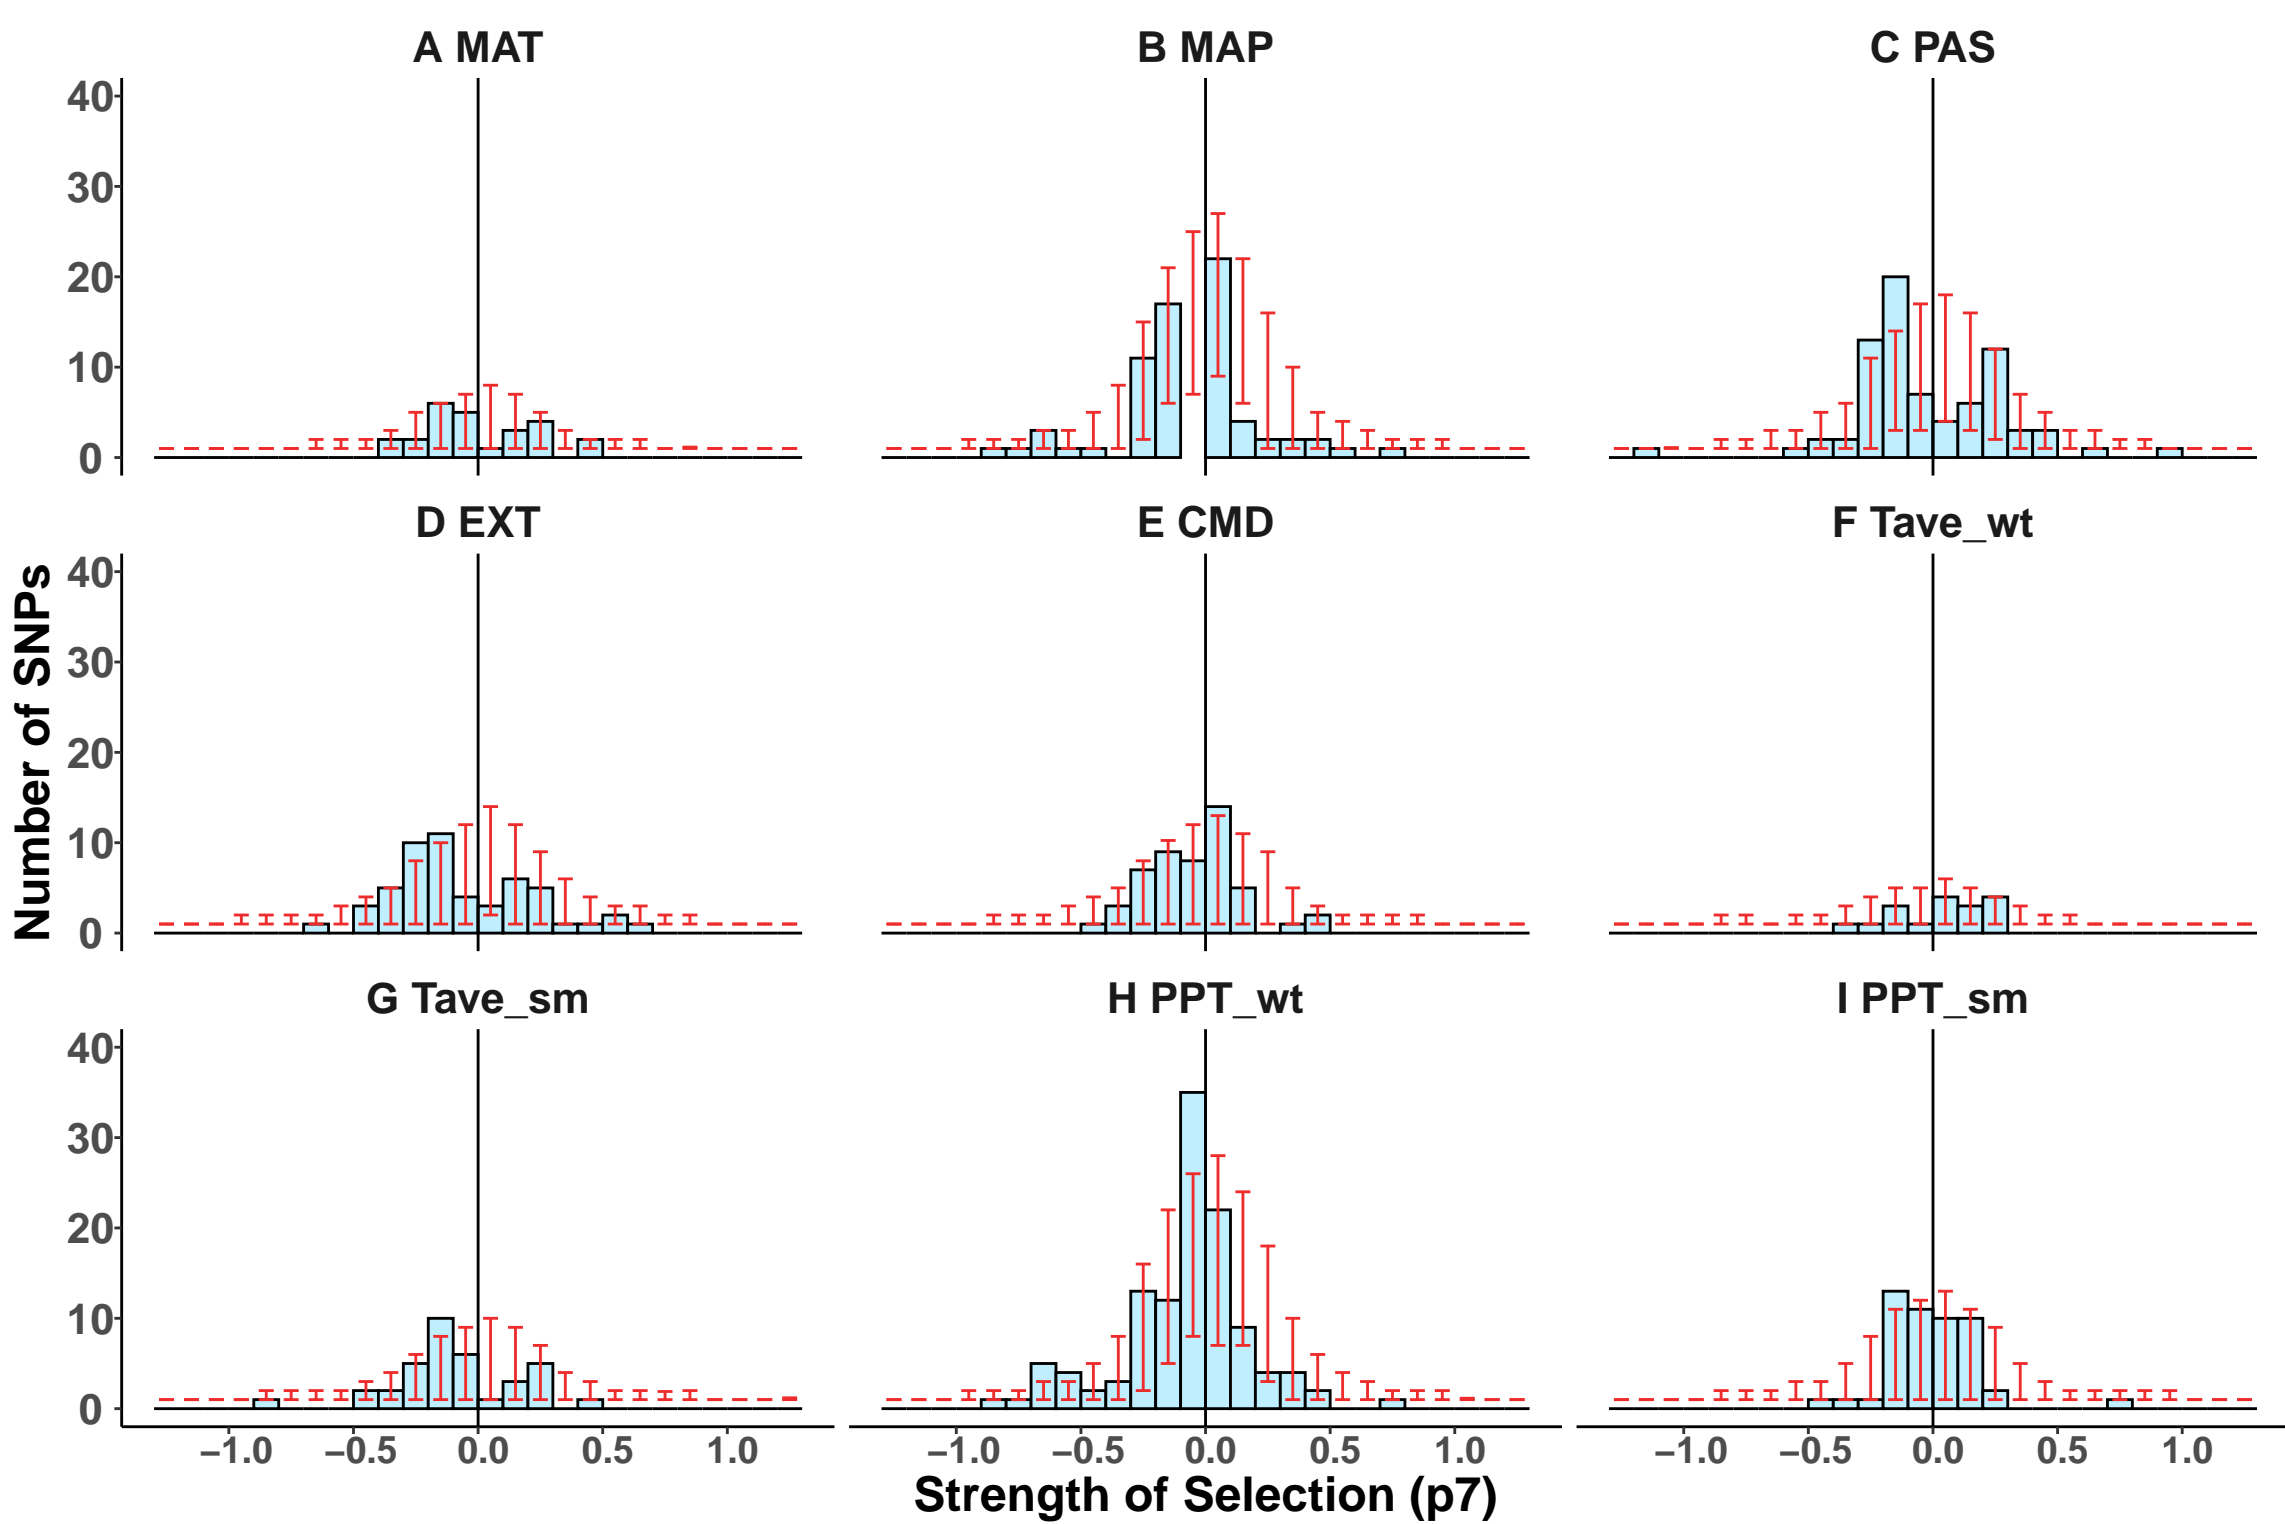 A MAT
B MAP
C PAS
40
30
20
10
0
D EXT
E CMD
F Tave_wt
40
30
20
10
0
Number of SNPs
G Tave_sm
H PPT_wt
I PPT_sm
40
30
20
10
0
−1.0 −0.5 0.0 0.5 1.0
−1.0 −0.5 0.0 0.5 1.0
−1.0 −0.5 0.0 0.5 1.0
Strength of Selection (p7)